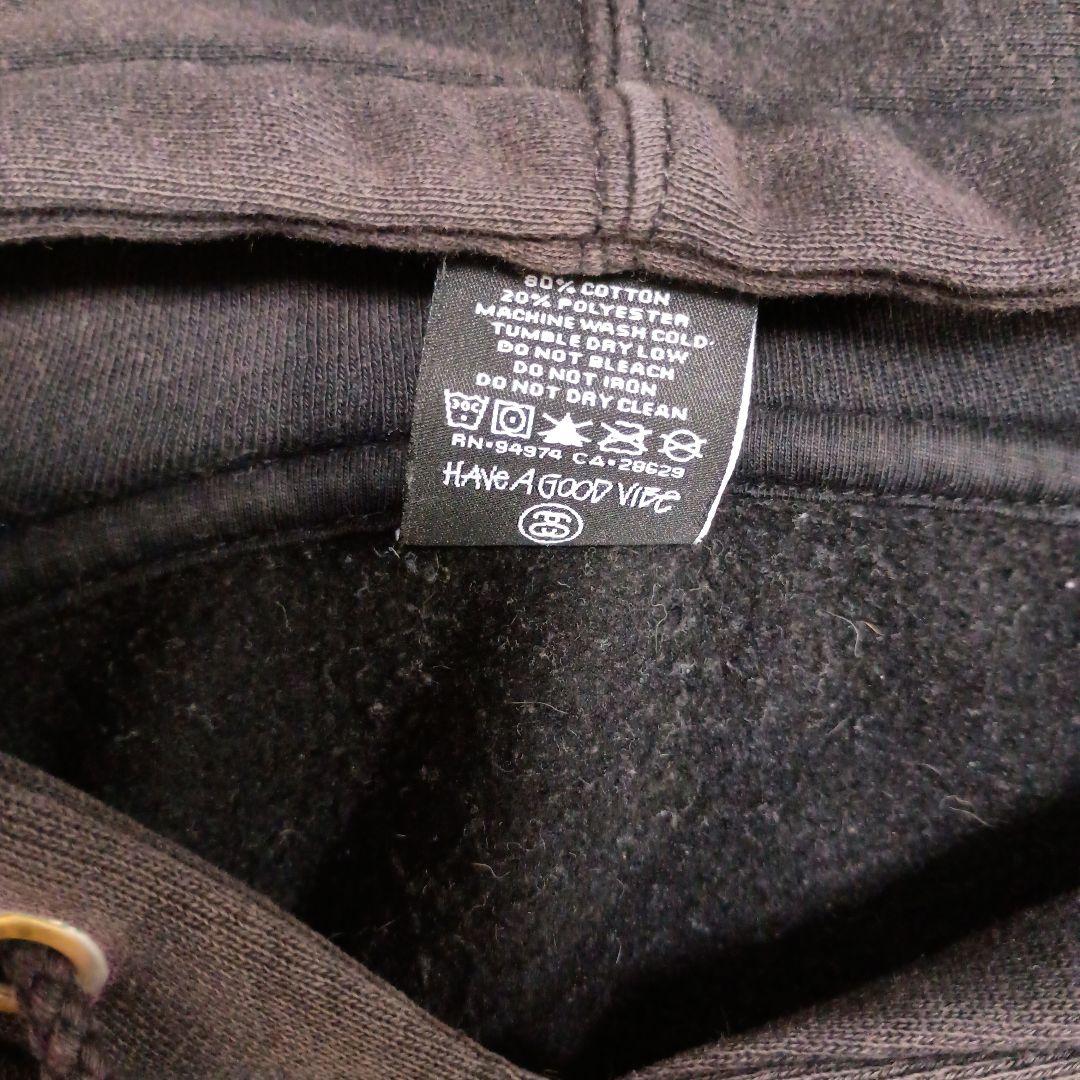 80% COTTON
20% POLYESTER
MACHINE WASH COLD
TUMBLE DRY LOW
DO NOT BLEACH
DO NOT IRON
DO NOT DRY CLEAN
30C
RN•94974 CA•28629
HAVE A GOOD VIBE